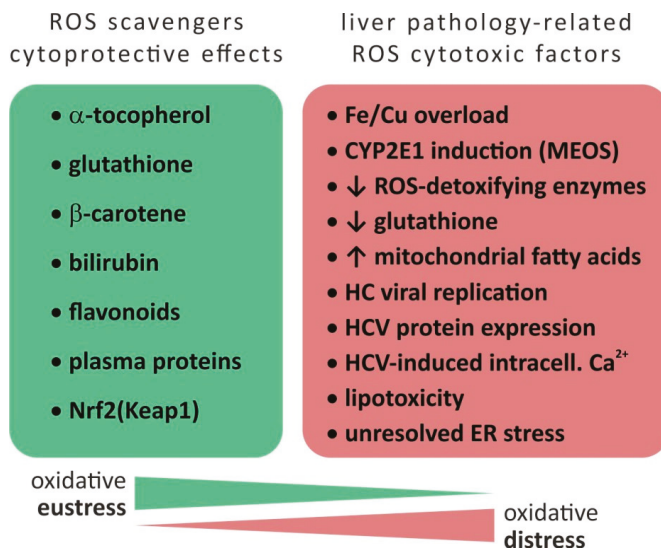 ROS scavengers
cytoprotective effects
• α-tocopherol
• glutathione
• β-carotene
• bilirubin
• flavonoids
• plasma proteins
• Nrf2(Keap1)
liver pathology-related
ROS cytotoxic factors
• Fe/Cu overload
• CYP2E1 induction (MEOS)
• ↓ ROS-detoxifying enzymes
• ↓ glutathione
• ↑ mitochondrial fatty acids
• HC viral replication
• HCV protein expression
• HCV-induced intracell. Ca²⁺
• lipotoxicity
• unresolved ER stress
oxidative
eustress
oxidative
distress